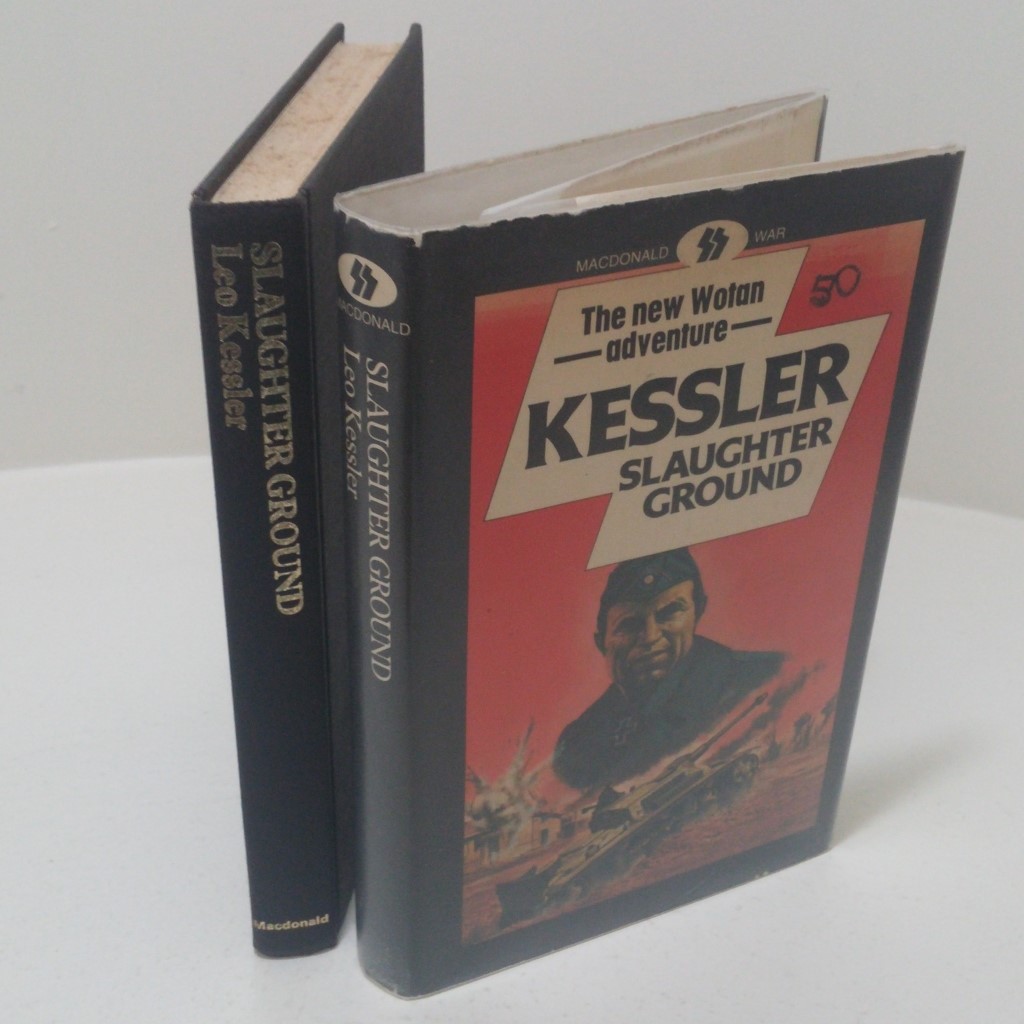 SLAUGHTER GROUND
Leo Kessler
Macdonald
MACDONALD
SLAUGHTER GROUND
Leo Kessler
MACDONALD WAR
50
The new Wotan
adventure
KESSLER
SLAUGHTER
GROUND